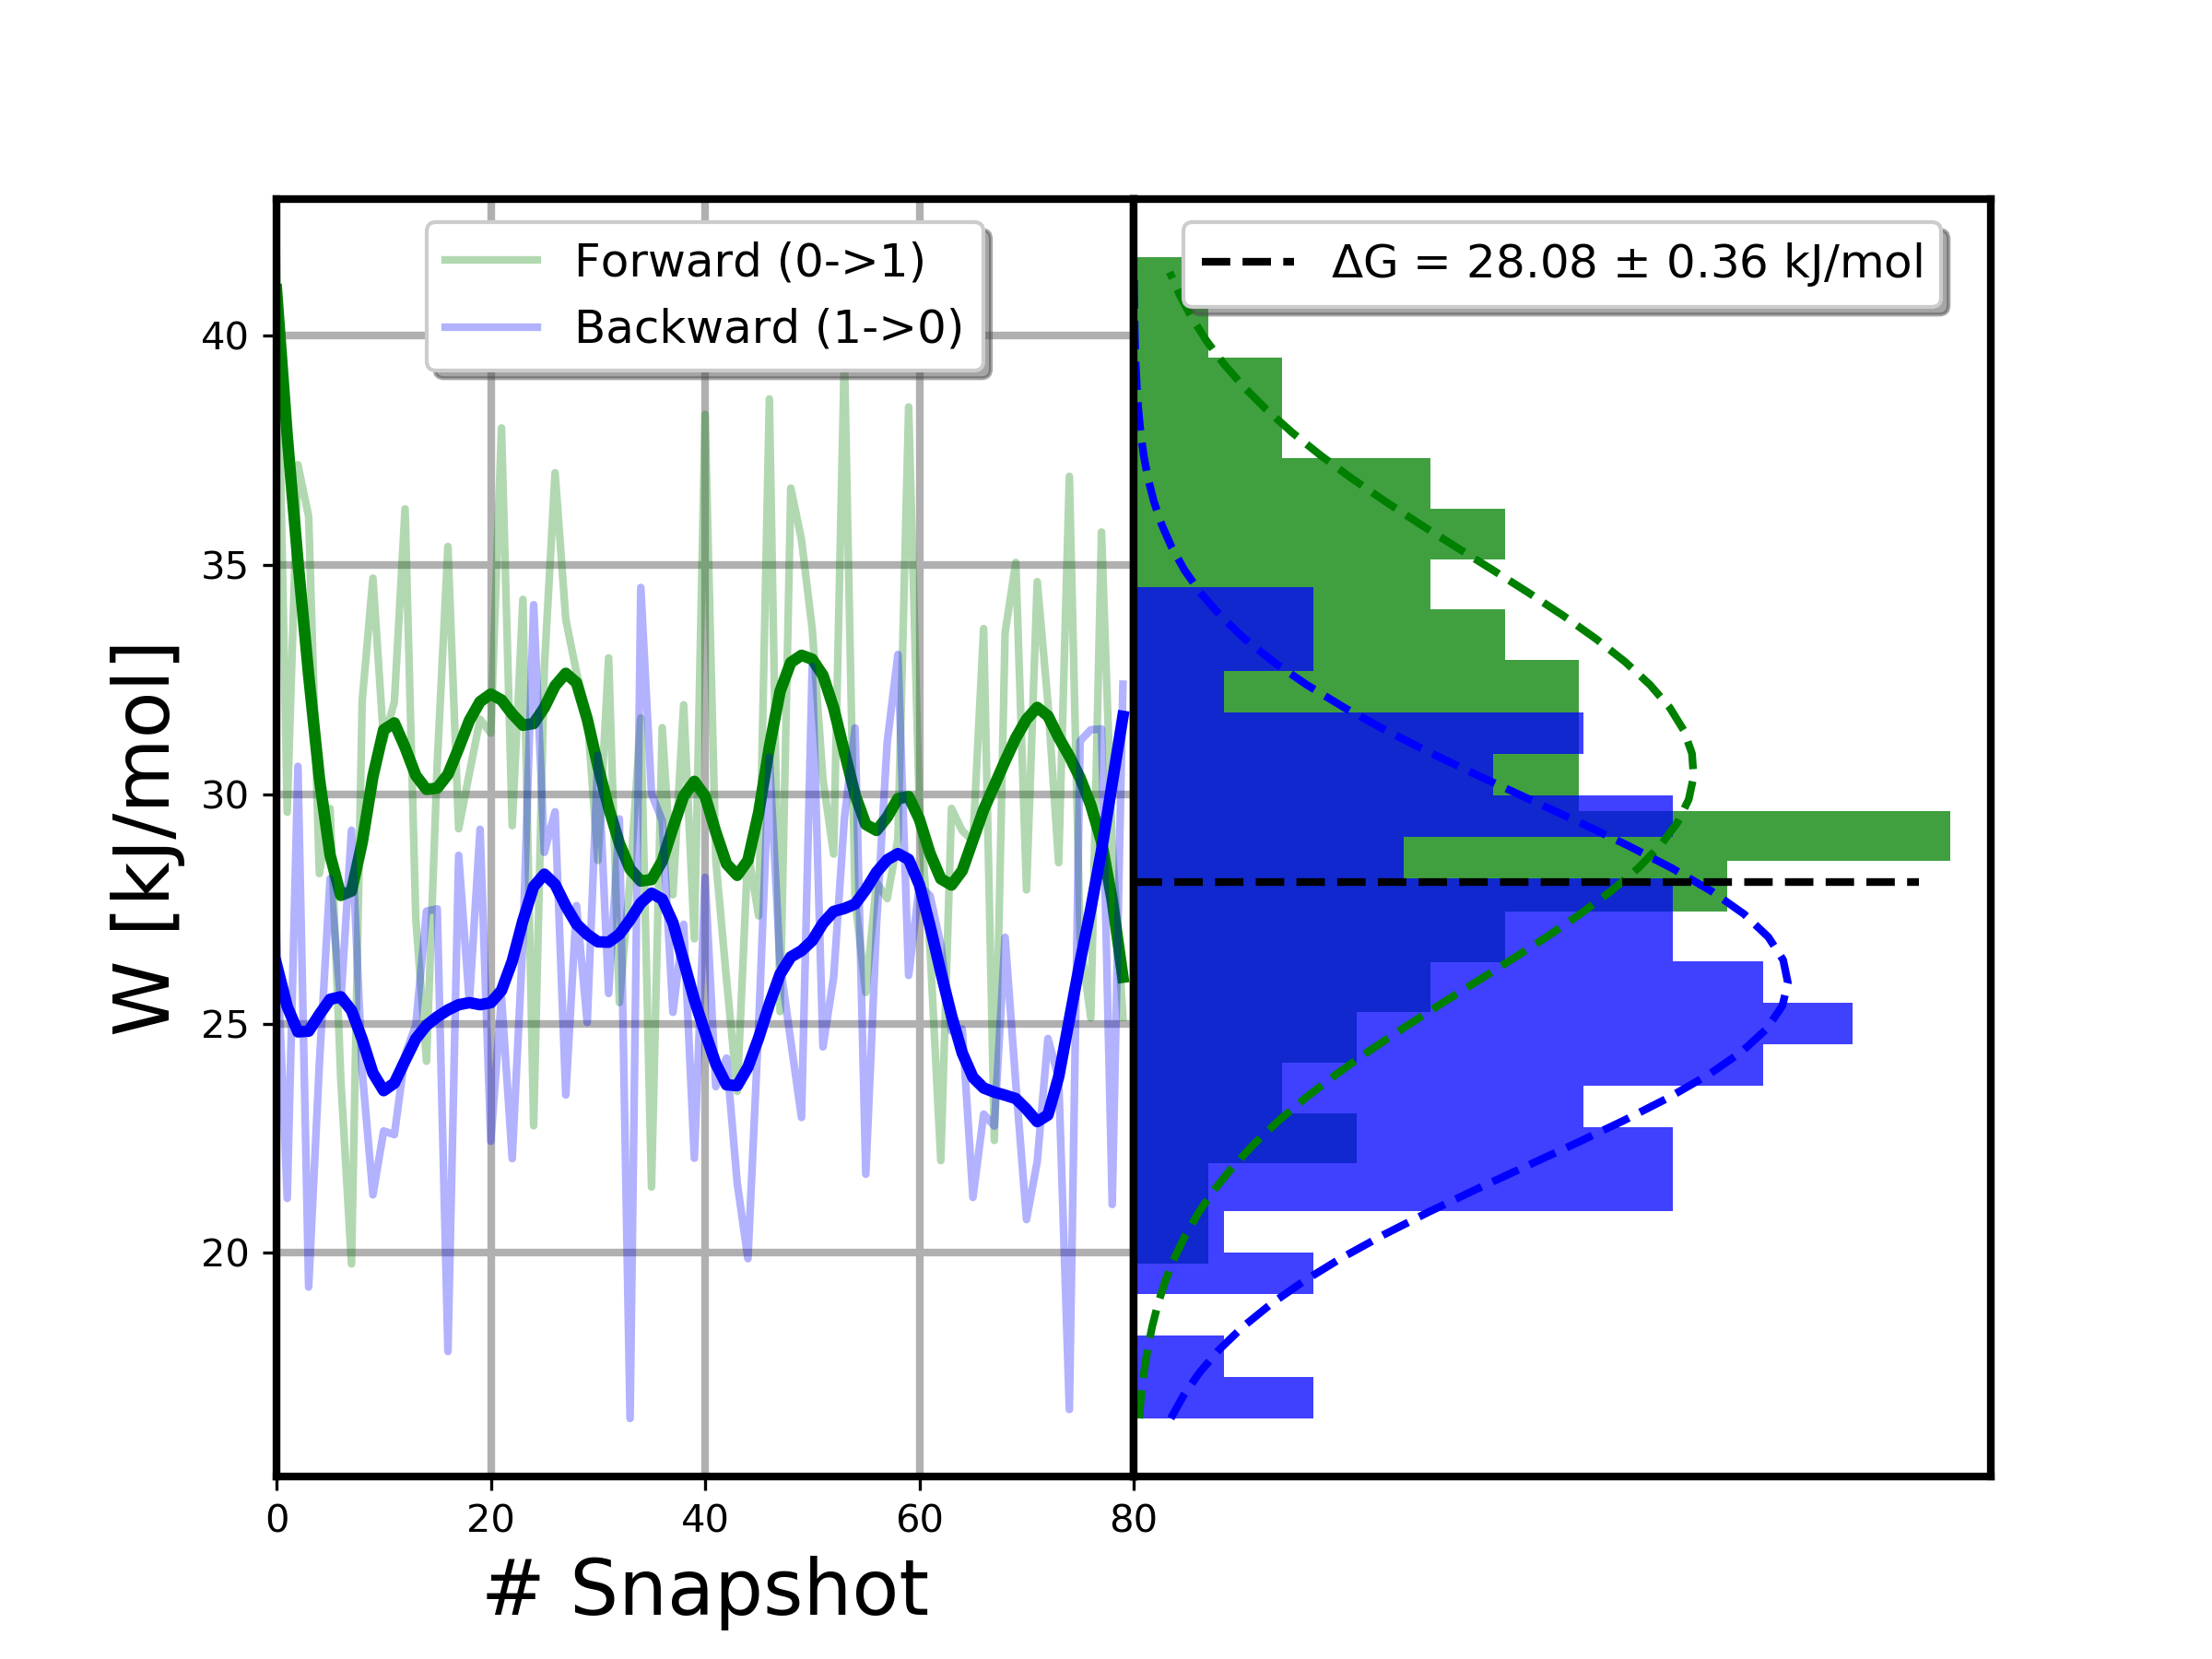 Forward (0->1)
Backward (1->0)
ΔG = 28.08 ± 0.36 kJ/mol
W [kJ/mol]
40
35
30
25
20
0 20 40 60 80
# Snapshot